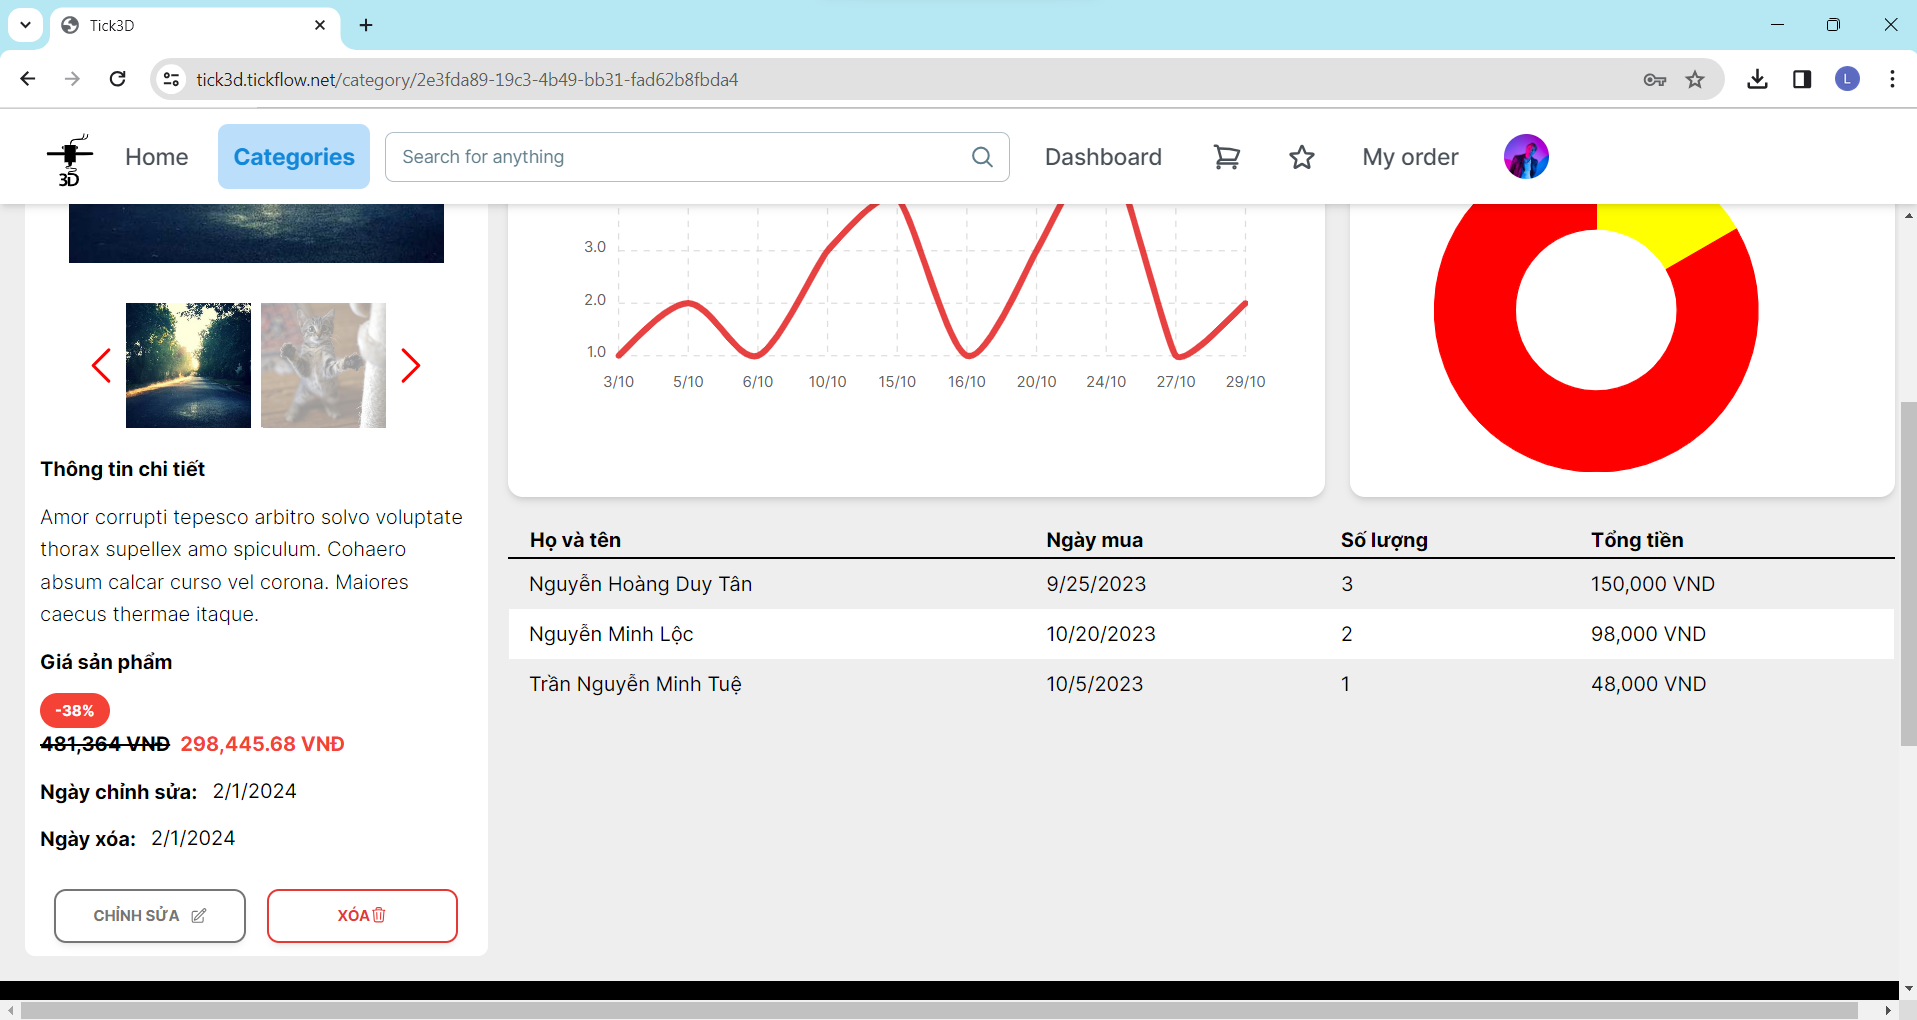 Tick3D
tick3d.tickflow.net/category/2e3fda89-19c3-4b49-bb31-fad62b8fbda4
L
3D
Home
Categories
Search for anything
Dashboard
My order
3.0
2.0
1.0
3/10 5/10 6/10 10/10 15/10 16/10 20/10 24/10 27/10 29/10
Thông tin chi tiết
Amor corrupti tepesco arbitro solvo voluptate
thorax supellex amo spiculum. Cohaero
absum calcar curso vel corona. Maiores
caecus thermae itaque.
Giá sản phẩm
-38%
481,364 VNĐ 298,445.68 VNĐ
Ngày chỉnh sửa: 2/1/2024
Ngày xóa: 2/1/2024
CHỈNH SỬA
XÓA
Họ và tên Ngày mua Số lượng Tổng tiền
Nguyễn Hoàng Duy Tân 9/25/2023 3 150,000 VND
Nguyễn Minh Lộc 10/20/2023 2 98,000 VND
Trần Nguyễn Minh Tuệ 10/5/2023 1 48,000 VND